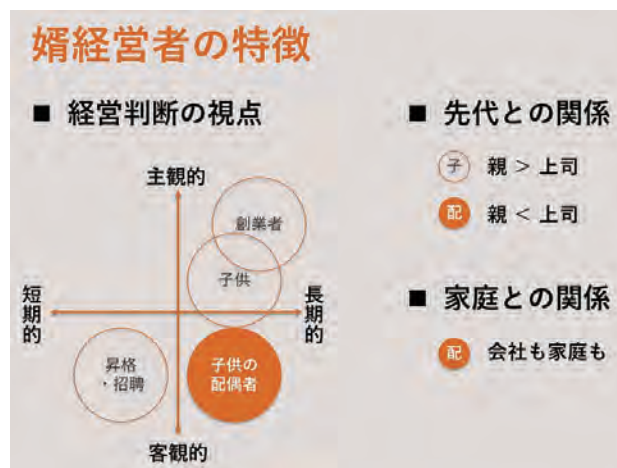 婿経営者の特徴
■ 経営判断の視点
主観的
創業者
子供
短期的
長期的
昇格
・招聘
子供の
配偶者
客観的
■ 先代との関係
子 親 > 上司
配 親 < 上司
■ 家庭との関係
配 会社も家庭も